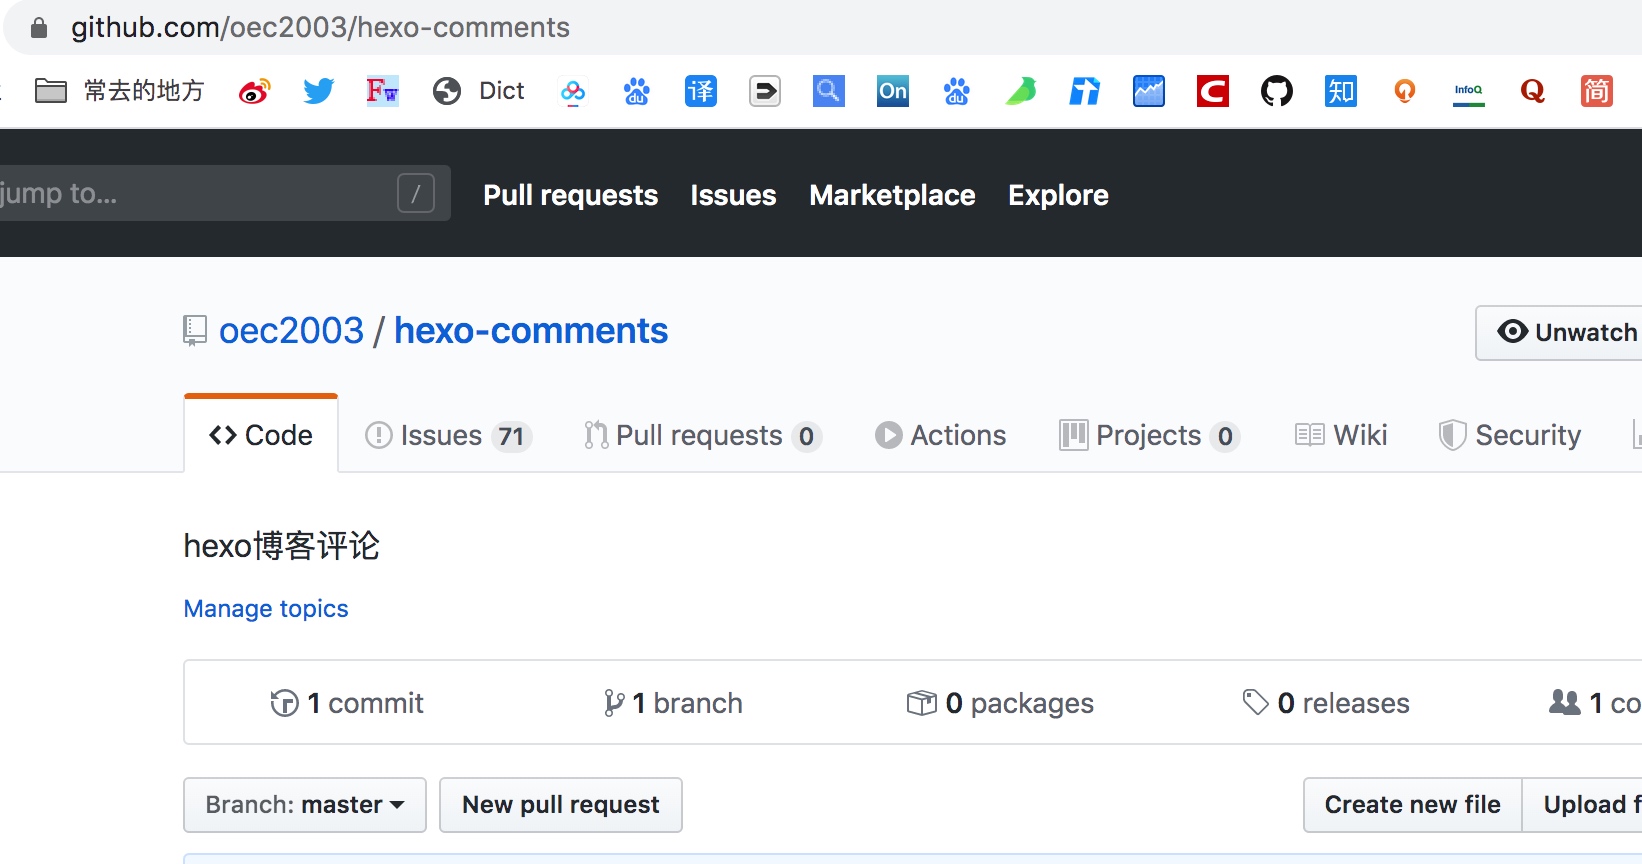 github.com/oec2003/hexo-comments
常去的地方 Fw Dict du 译 On du 知 InfoQ Q 简
jump to... / Pull requests Issues Marketplace Explore
oec2003 / hexo-comments Unwatch
Code Issues 71 Pull requests 0 Actions Projects 0 Wiki Security
hexo博客评论
Manage topics
1 commit 1 branch 0 packages 0 releases 1 co
Branch: master New pull request Create new file Upload f